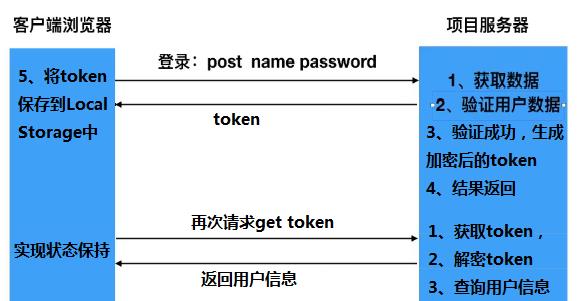 客户端浏览器
项目服务器
登录：post name password
5、将token
保存到Local
Storage中
token
1、获取数据
2、验证用户数据
3、验证成功，生成
加密后的token
4、结果返回
再次请求get token
实现状态保持
返回用户信息
1、获取token，
2、解密token
3、查询用户信息